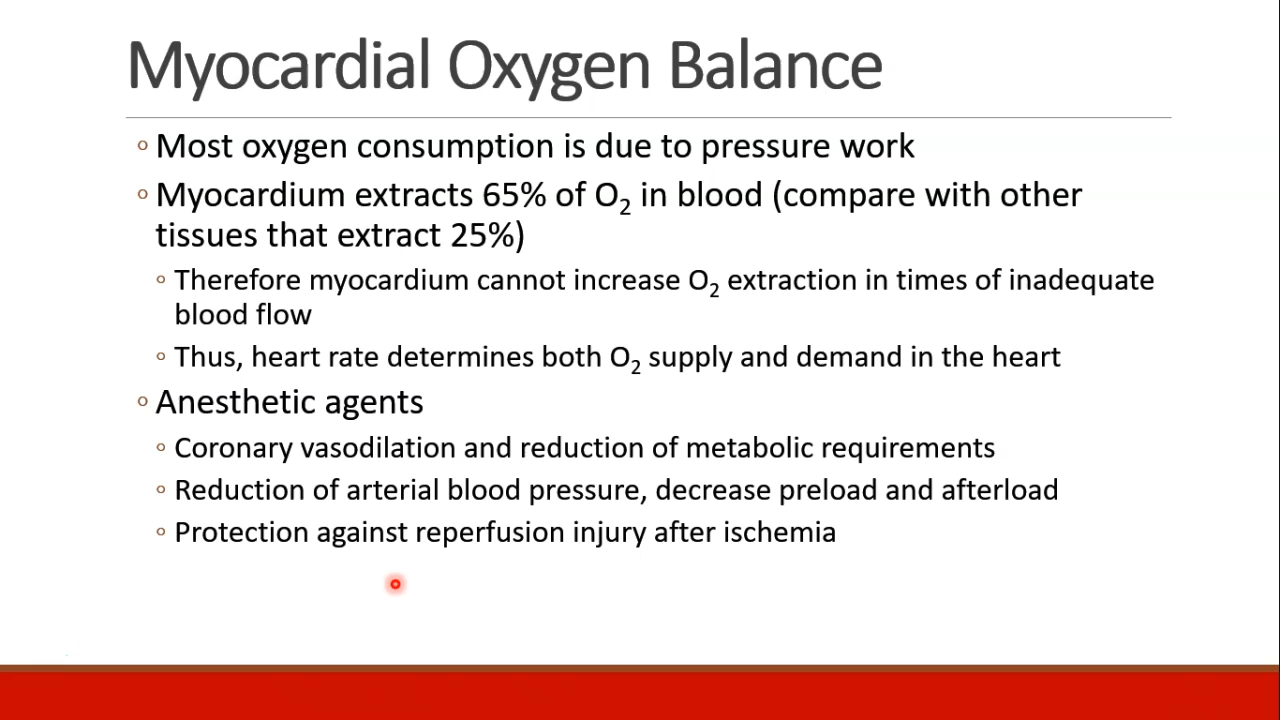 Myocardial Oxygen Balance
◦ Most oxygen consumption is due to pressure work
◦ Myocardium extracts 65% of O₂ in blood (compare with other
tissues that extract 25%)
◦ Therefore myocardium cannot increase O₂ extraction in times of inadequate
blood flow
◦ Thus, heart rate determines both O₂ supply and demand in the heart
◦ Anesthetic agents
◦ Coronary vasodilation and reduction of metabolic requirements
◦ Reduction of arterial blood pressure, decrease preload and afterload
◦ Protection against reperfusion injury after ischemia